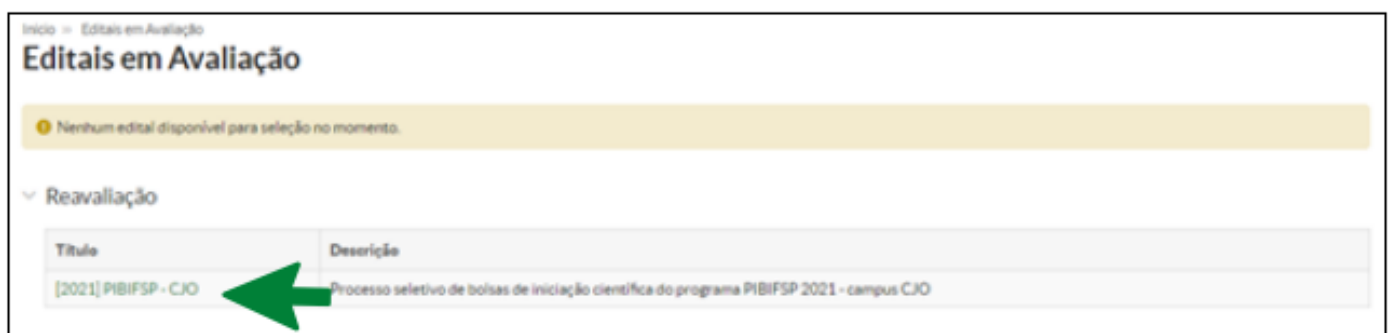 Início » Editais em Avaliação
Editais em Avaliação
Nenhum edital disponível para seleção no momento.
Reavaliação
Título Descrição
[2021] PIBIFSP - CJO Processo seletivo de bolsas de iniciação científica do programa PIBIFSP 2021 - campus CJO